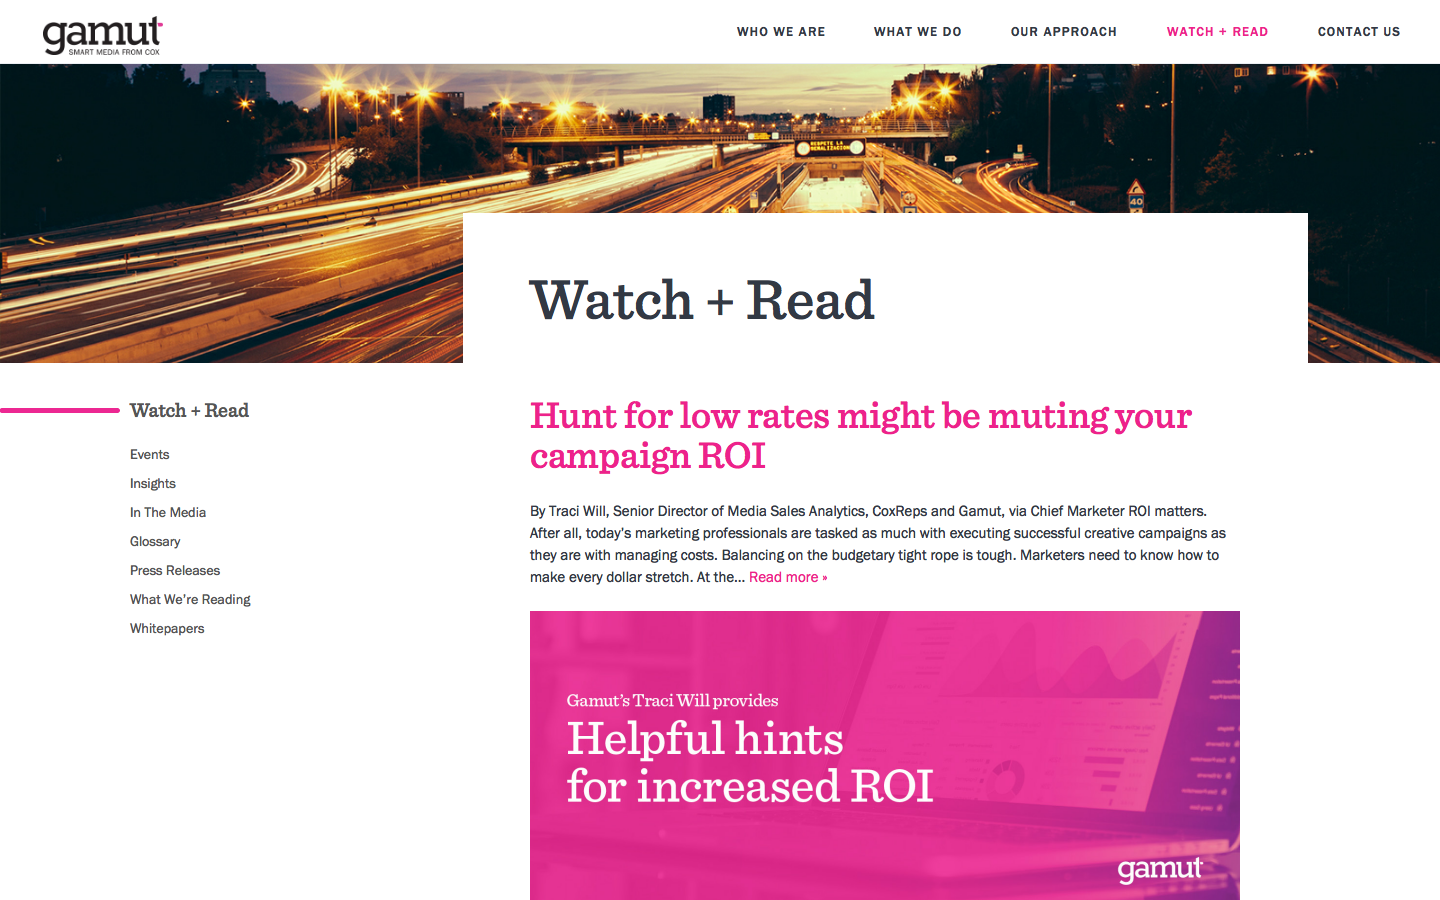 gamut
SMART MEDIA FROM COX
WHO WE ARE
WHAT WE DO
OUR APPROACH
WATCH + READ
CONTACT US
RESPETE LA
40
Watch + Read
Watch + Read
Events
Insights
In The Media
Glossary
Press Releases
What We're Reading
Whitepapers
Hunt for low rates might be muting your
campaign ROI
By Traci Will, Senior Director of Media Sales Analytics, CoxReps and Gamut, via Chief Marketer ROI matters.
After all, today's marketing professionals are tasked as much with executing successful creative campaigns as
they are with managing costs. Balancing on the budgetary tight rope is tough. Marketers need to know how to
make every dollar stretch. At the... Read more »
Gamut's Traci Will provides
Helpful hints
for increased ROI
gamut